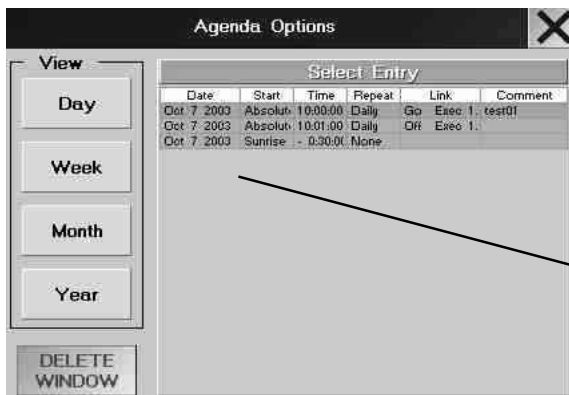 Agenda Options
View
Day
Week
Month
Year
DELETE
WINDOW
Select Entry
Date Start Time Repeat Link Comment
Oct 7 2003 Absolut 10:00:00 Daily Go Exec 1. test01
Oct 7 2003 Absolut 10:01:00 Daily Off Exec 1.
Oct 7 2003 Sunrise - 0:30:0( None